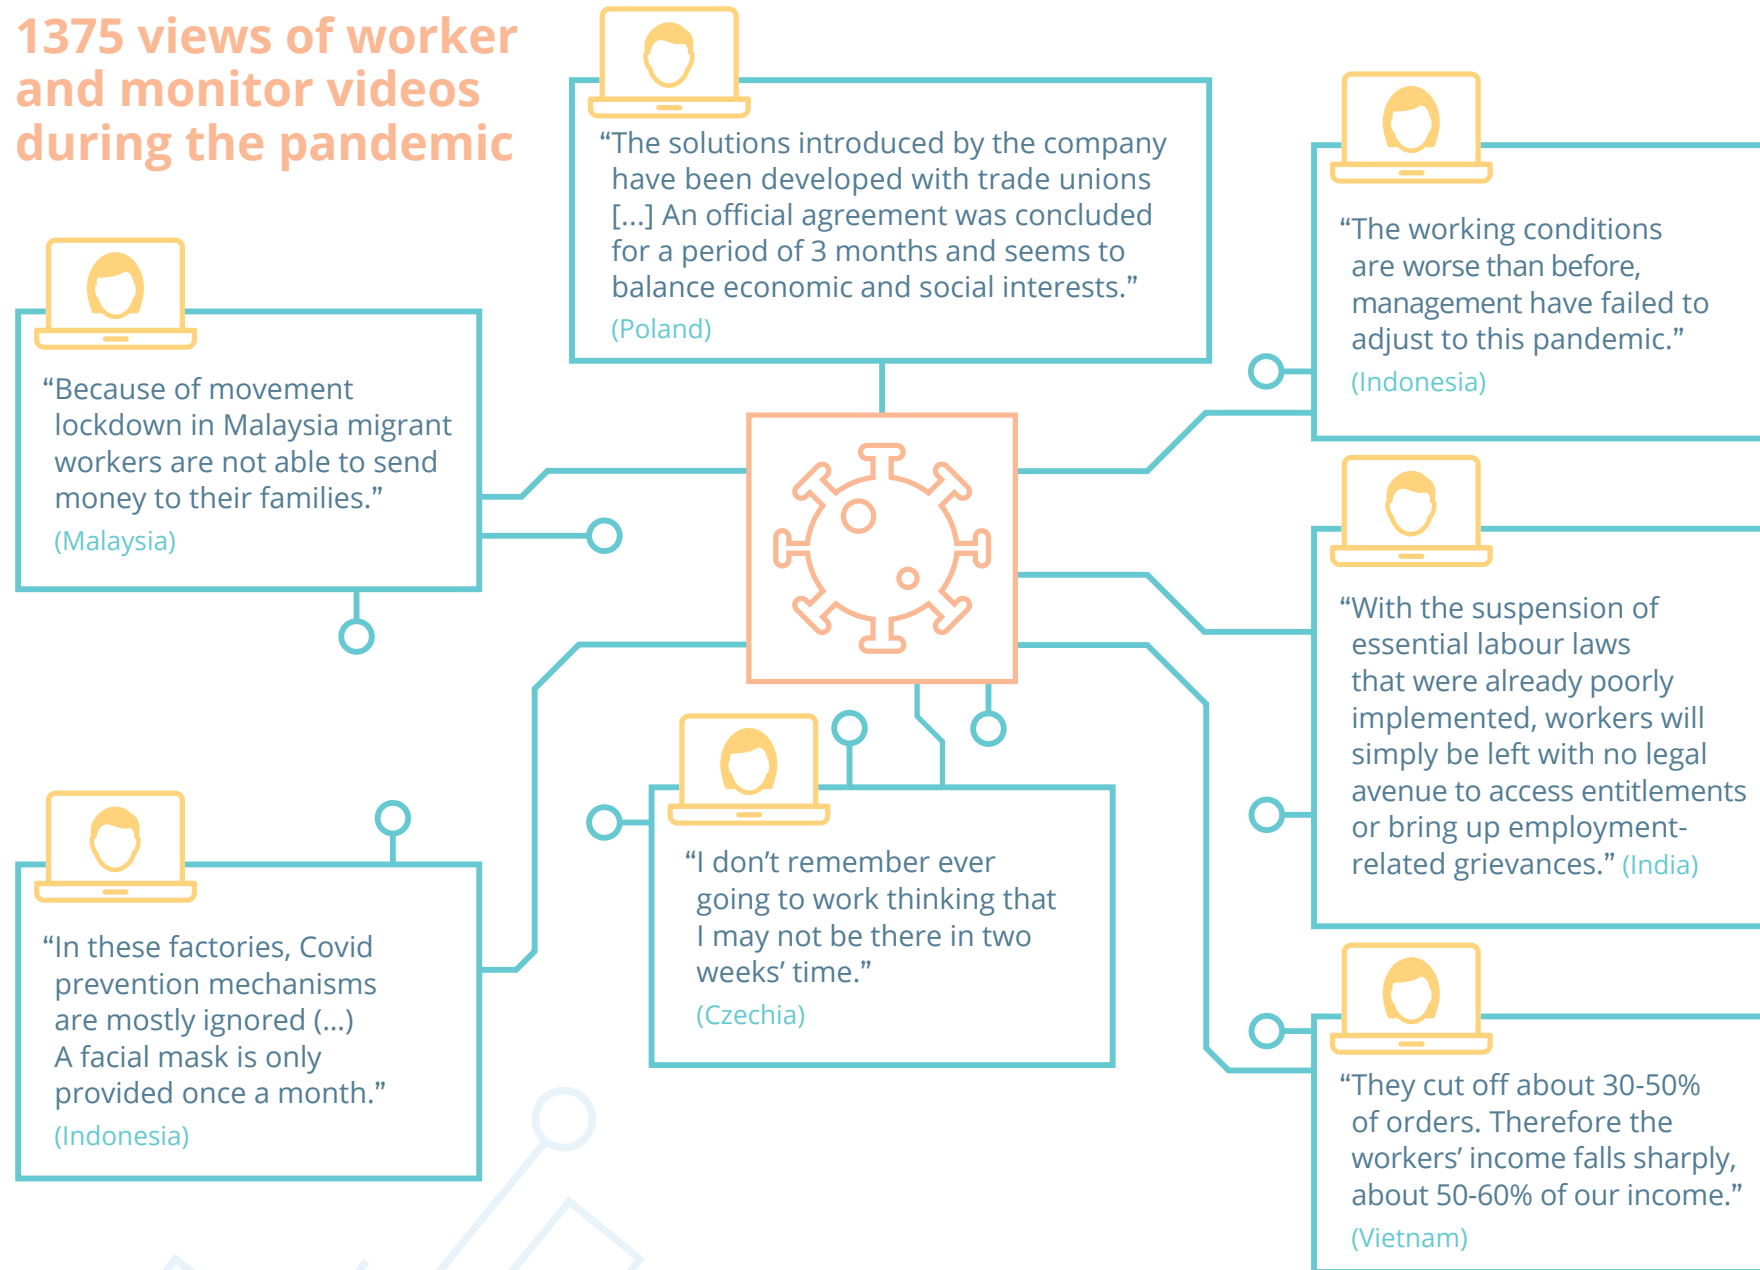 1375 views of worker
and monitor videos
during the pandemic
“The solutions introduced by the company
have been developed with trade unions
[...] An official agreement was concluded
for a period of 3 months and seems to
balance economic and social interests.”
(Poland)
“The working conditions
are worse than before,
management have failed to
adjust to this pandemic.”
(Indonesia)
“Because of movement
lockdown in Malaysia migrant
workers are not able to send
money to their families.”
(Malaysia)
“With the suspension of
essential labour laws
that were already poorly
implemented, workers will
simply be left with no legal
avenue to access entitlements
or bring up employment-
related grievances.” (India)
“In these factories, Covid
prevention mechanisms
are mostly ignored (...)
A facial mask is only
provided once a month.”
(Indonesia)
“I don’t remember ever
going to work thinking that
I may not be there in two
weeks’ time.”
(Czechia)
“They cut off about 30-50%
of orders. Therefore the
workers’ income falls sharply,
about 50-60% of our income.”
(Vietnam)